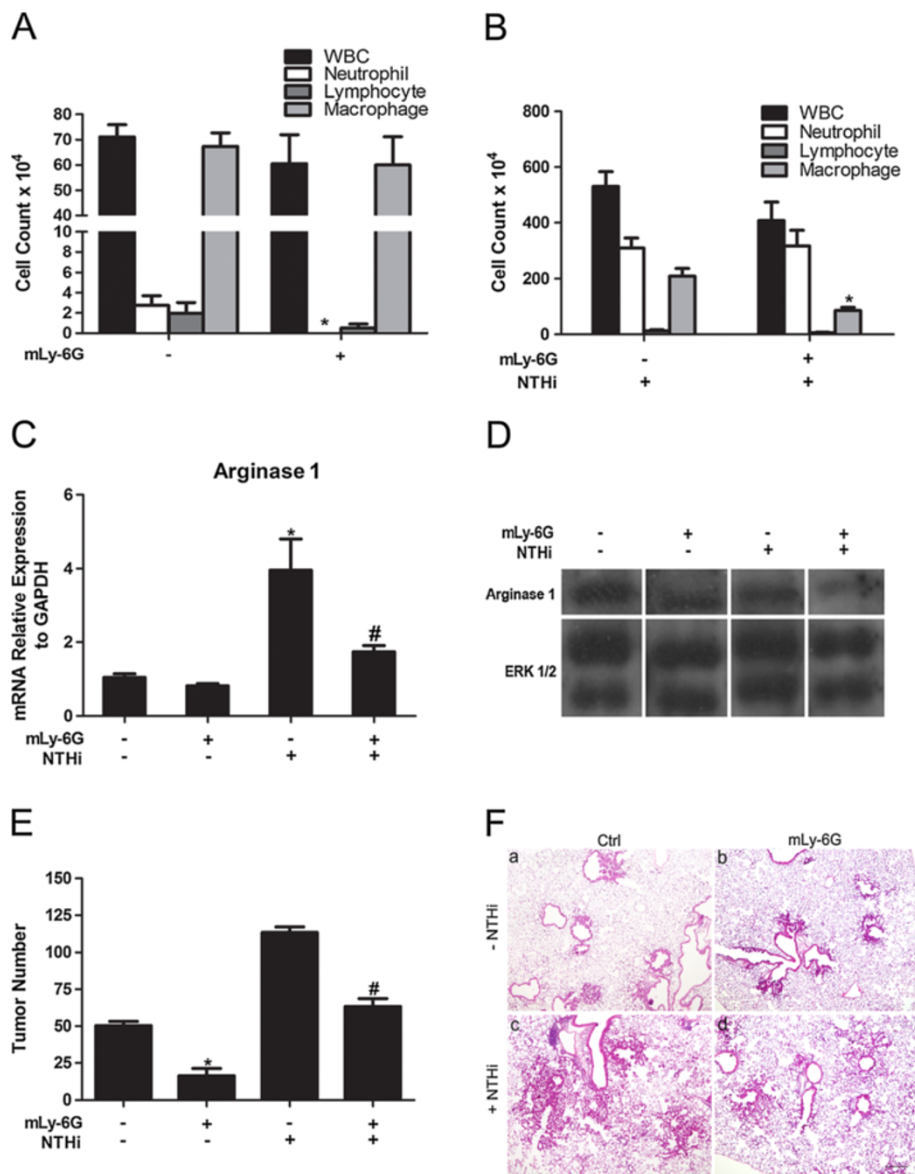 A
WBC
Neutrophil
Lymphocyte
Macrophage
Cell Count x 10⁴
80
70
60
50
40
10
8
6
4
2
0
*
mLy-6G - +
B
WBC
Neutrophil
Lymphocyte
Macrophage
Cell Count x 10⁴
800
600
400
200
0
*
mLy-6G - +
NTHi + +
C
Arginase 1
mRNA Relative Expression
to GAPDH
6
4
2
0
*
#
mLy-6G - + - +
NTHi - - + +
D
mLy-6G - + - +
NTHi - - + +
Arginase 1
ERK 1/2
E
Tumor Number
150
125
100
75
50
25
0
*
#
mLy-6G - + - +
NTHi - - + +
F
Ctrl mLy-6G
- NTHi
a b
+ NTHi
c d